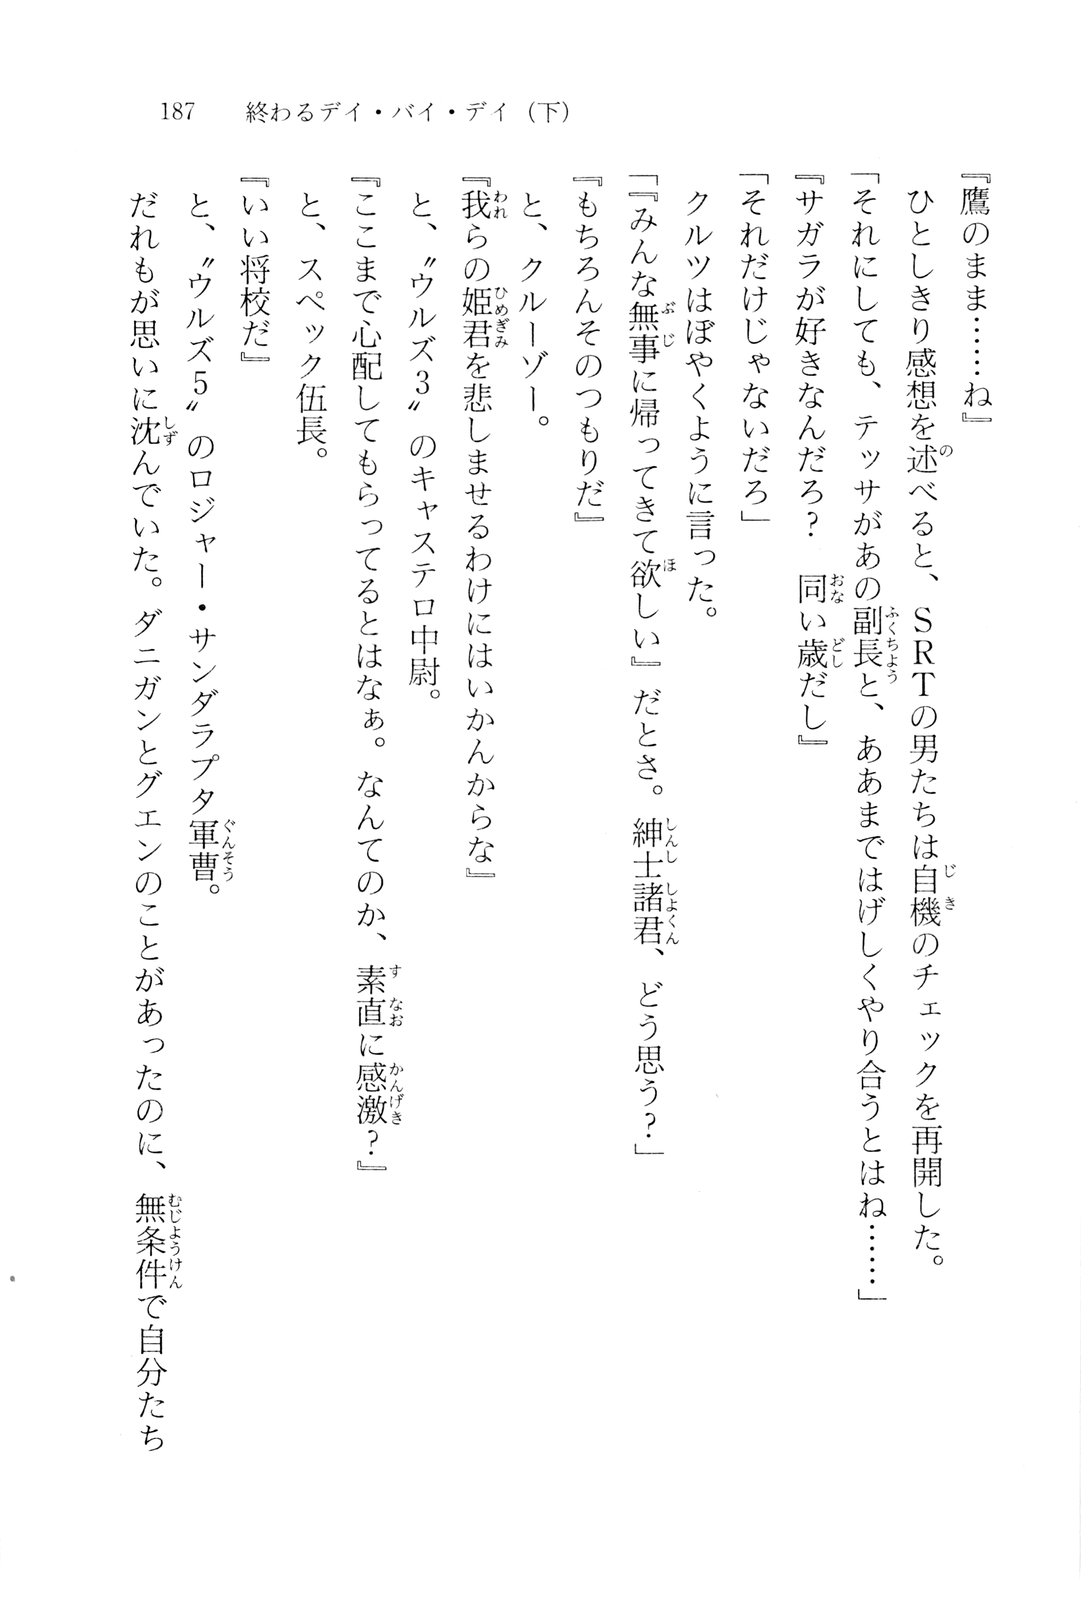 187 終わるデイ・バイ・デイ（下）
『鷹のまま……ね』
ひとしきり感想を述べると、ＳＲＴの男たちは自機のチェックを再開した。
「それにしても、テッサがあの副長と、ああまではげしくやり合うとはね……」
『サガラが好きなんだろ？　同い歳だし』
「それだけじゃないだろ」
クルツはぼやくように言った。
「『みんな無事に帰ってきて欲しい』だとさ。紳士諸君、どう思う？」
『もちろんそのつもりだ』
と、クルーゾー。
『我らの姫君を悲しませるわけにはいかんからな』
と、〝ウルズ３〟のキャステロ中尉。
『ここまで心配してもらってるとはなぁ。なんてのか、素直に感激？』
と、スペック伍長。
『いい将校だ』
と、〝ウルズ５〟のロジャー・サンダラプタ軍曹。
だれもが思いに沈んでいた。ダニガンとグエンのことがあったのに、無条件で自分たち